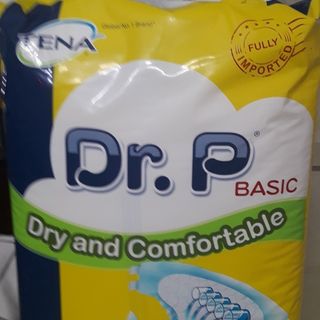 TENA
FULLY
IMPORTED
Dr. P®
BASIC
Dry and Comfortable